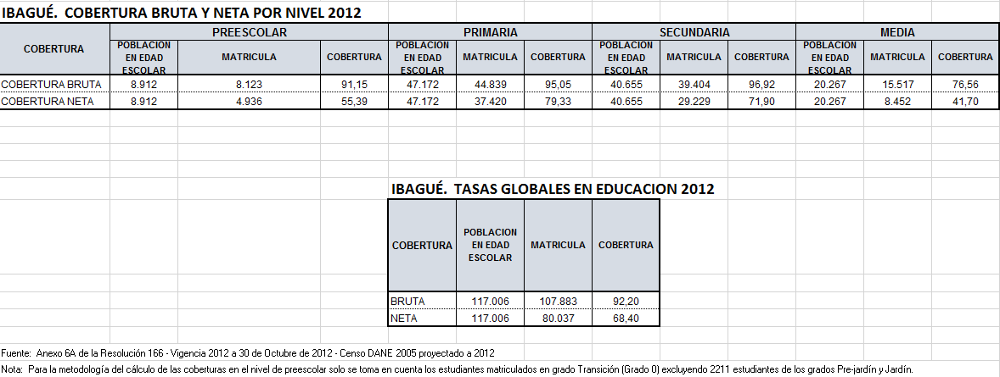 IBAGUÉ.  COBERTURA BRUTA Y NETA POR NIVEL 2012
COBERTURA PREESCOLAR PRIMARIA SECUNDARIA MEDIA
POBLACION EN EDAD ESCOLAR MATRICULA COBERTURA POBLACION EN EDAD ESCOLAR MATRICULA COBERTURA POBLACION EN EDAD ESCOLAR MATRICULA COBERTURA POBLACION EN EDAD ESCOLAR MATRICULA COBERTURA
COBERTURA BRUTA 8.912 8.123 91,15 47.172 44.839 95,05 40.655 39.404 96,92 20.267 15.517 76,56
COBERTURA NETA 8.912 4.936 55,39 47.172 37.420 79,33 40.655 29.229 71,90 20.267 8.452 41,70
IBAGUÉ.  TASAS GLOBALES EN EDUCACION 2012
COBERTURA POBLACION EN EDAD ESCOLAR MATRICULA COBERTURA
BRUTA 117.006 107.883 92,20
NETA 117.006 80.037 68,40
Fuente:  Anexo 6A de la Resolución 166 - Vigencia 2012 a 30 de Octubre de 2012 - Censo DANE 2005 proyectado a 2012
Nota:  Para la metodología del cálculo de las coberturas en el nivel de preescolar solo se toma en cuenta los estudiantes matriculados en grado Transición (Grado 0) excluyendo 2211 estudiantes de los grados Pre-jardín y Jardín.